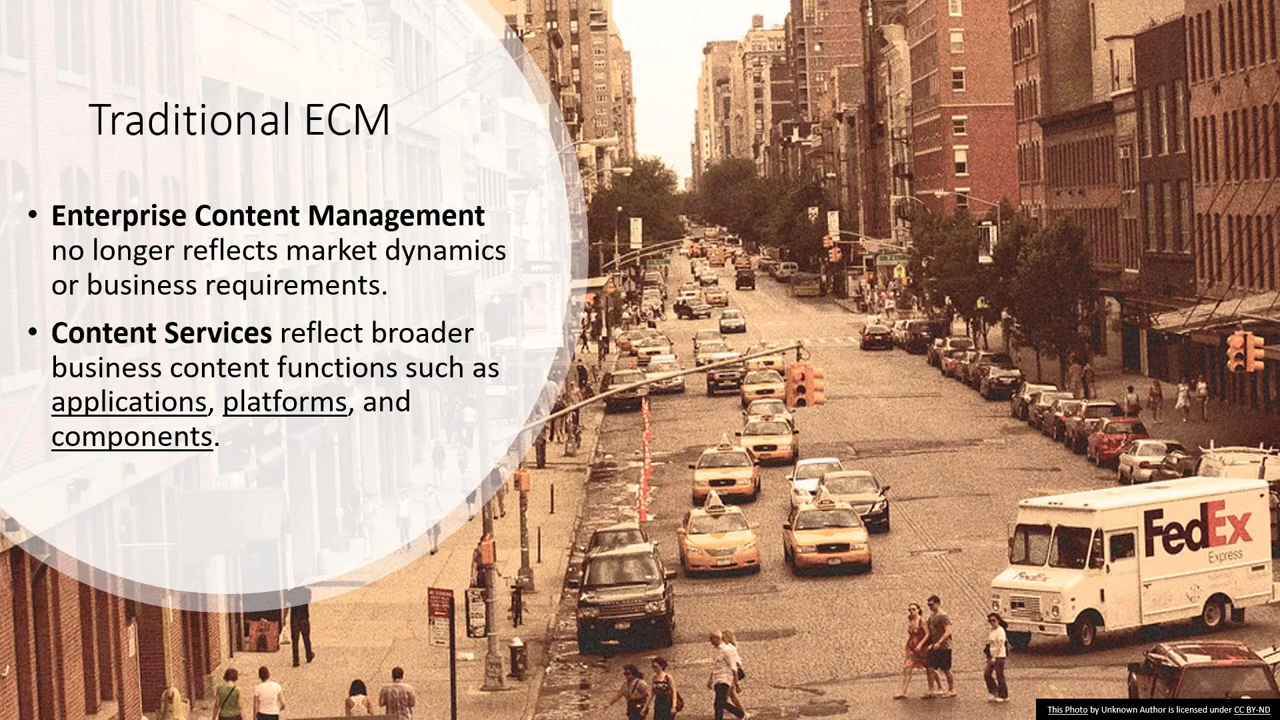 Traditional ECM
• Enterprise Content Management
no longer reflects market dynamics
or business requirements.
• Content Services reflect broader
business content functions such as
applications, platforms, and
components.
FedEx
Express
FedEx
This Photo by Unknown Author is licensed under CC BY-ND